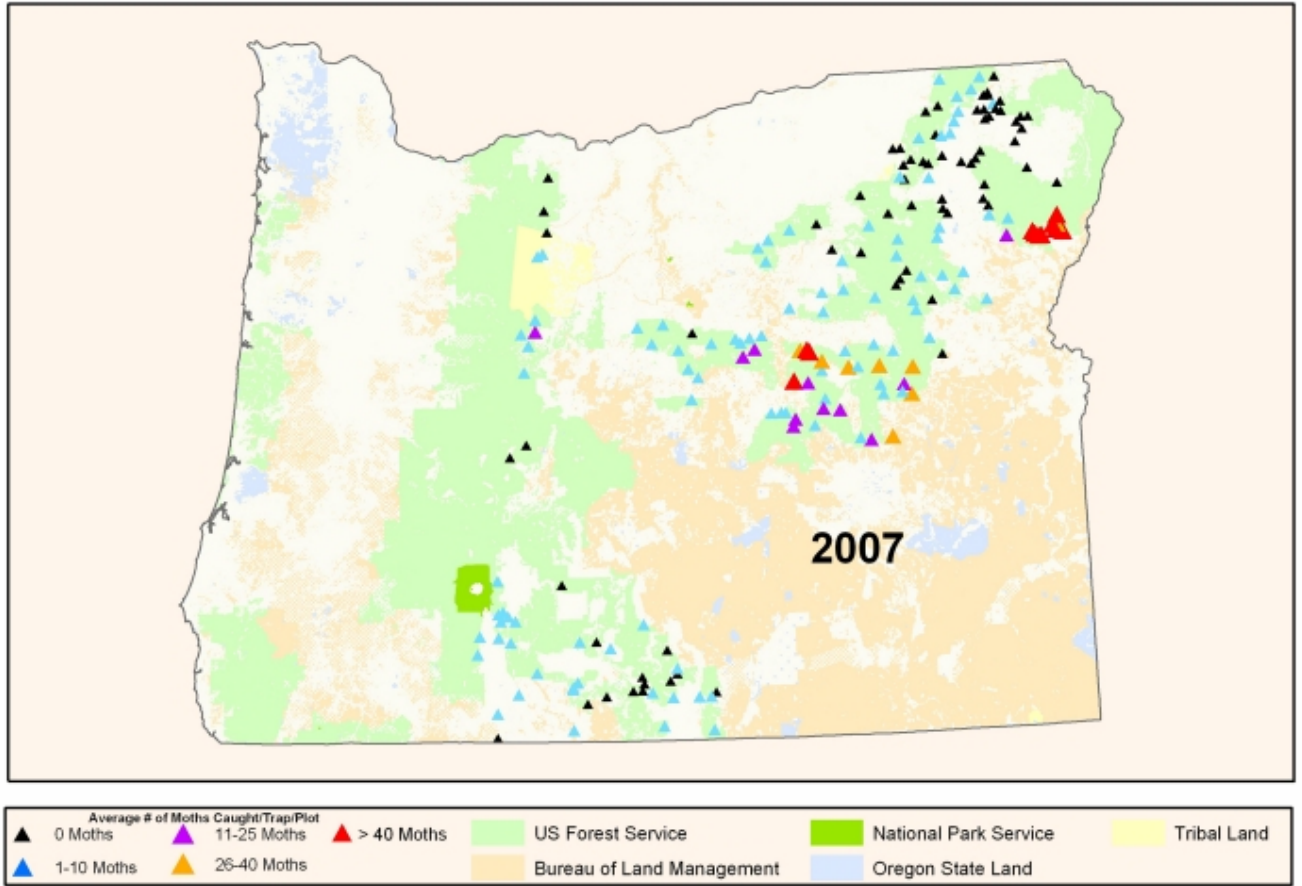 2007
Average # of Moths Caught/Trap/Plot
0 Moths
11-25 Moths
> 40 Moths
US Forest Service
National Park Service
Tribal Land
1-10 Moths
26-40 Moths
Bureau of Land Management
Oregon State Land